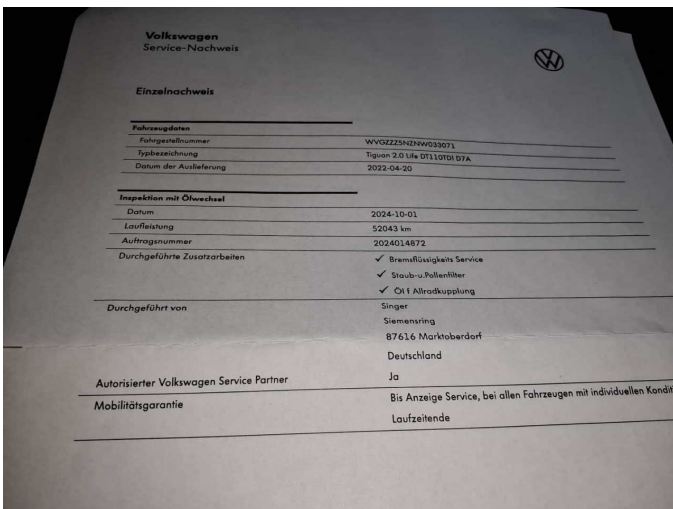 Volkswagen
Service-Nachweis
Einzelnachweis
Fahrzeugdaten
Fahrgestellnummer WVGZZZ5NZNW033071
Typbezeichnung Tiguan 2.0 Life DT110TDI D7A
Datum der Auslieferung 2022-04-20
Inspektion mit Ölwechsel
Datum 2024-10-01
Laufleistung 52043 km
Auftragsnummer 2024014872
Durchgeführte Zusatzarbeiten ✓ Bremsflüssigkeits Service
✓ Staub-u.Pollenfilter
✓ Öl f Allradkupplung
Durchgeführt von Singer
Siemensring
87616 Marktoberdorf
Deutschland
Autorisierter Volkswagen Service Partner Ja
Mobilitätsgarantie Bis Anzeige Service, bei allen Fahrzeugen mit individuellen Kondit
Laufzeitende